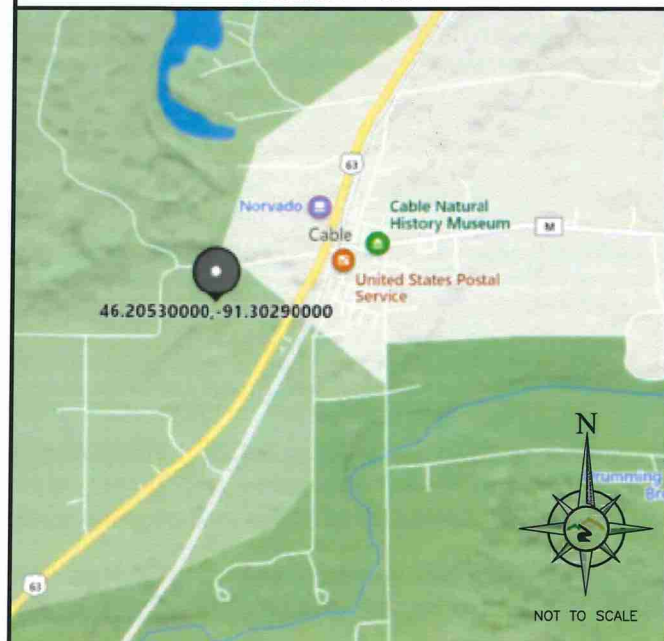 63
Norvado
Cable Natural
History Museum
M
Cable
United States Postal
Service
46.20530000,-91.30290000
N
63
NOT TO SCALE